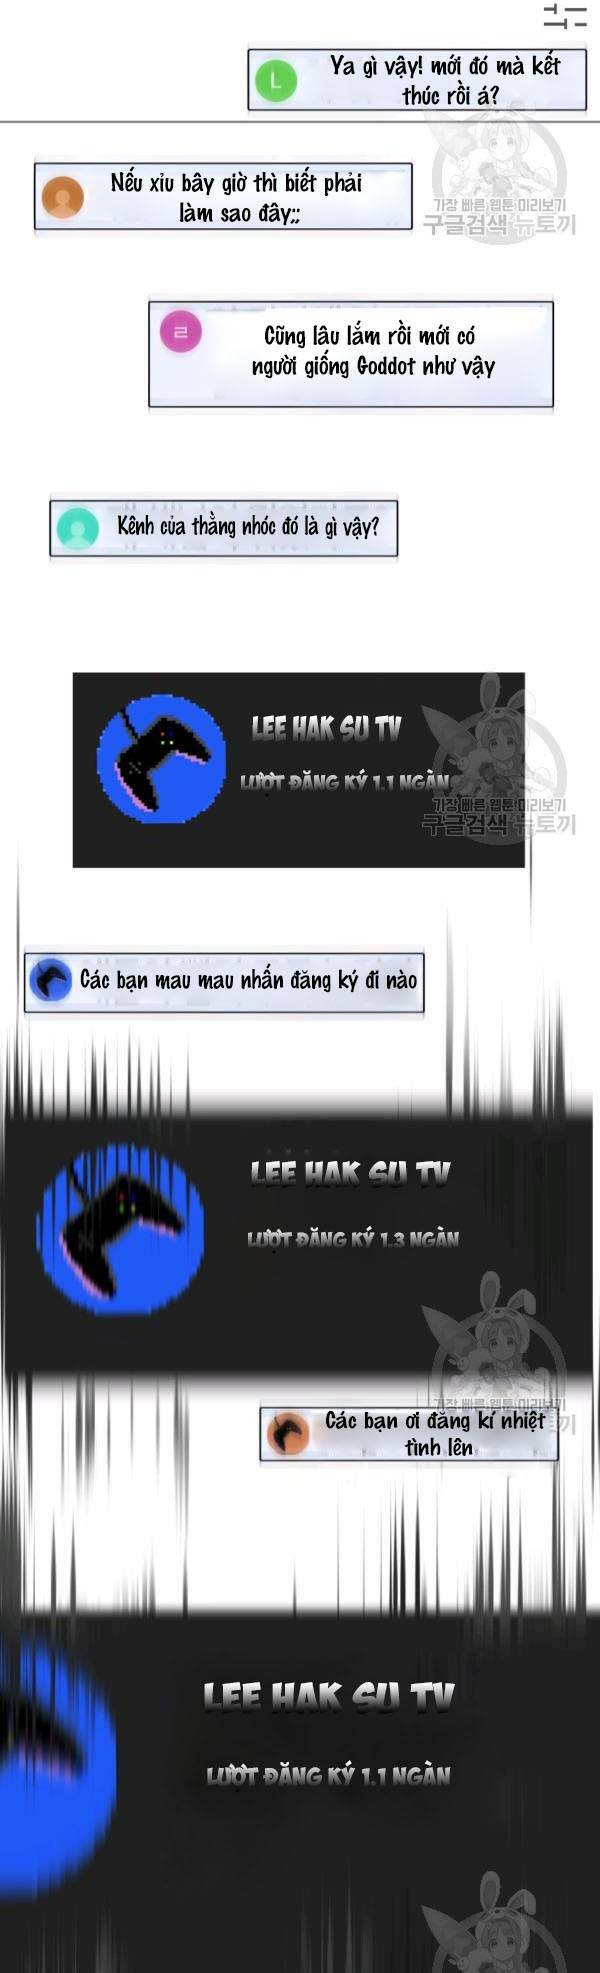 L
Ya gì vậy! mới đó mà kết
thúc rồi á?
가장 빠른 웹툰 미리보기
구글검색 뉴토끼
Nếu xỉu bây giờ thì biết phải
làm sao đây;;
ㄹ
Cũng lâu lắm rồi mới có
người giống Goddot như vậy
Kênh của thằng nhóc đó là gì vậy?
LEE HAK SU TV
LƯỢT ĐĂNG KÝ 1.1 NGÀN
가장 빠른 웹툰 미리보기
구글검색 뉴토끼
Các bạn mau mau nhấn đăng ký đi nào
LEE HAK SU TV
LƯỢT ĐĂNG KÝ 1.3 NGÀN
가장 빠른 웹툰 미리보기
Các bạn ơi đăng kí nhiệt
tình lên
LEE HAK SU TV
LƯỢT ĐĂNG KÝ 1.1 NGÀN